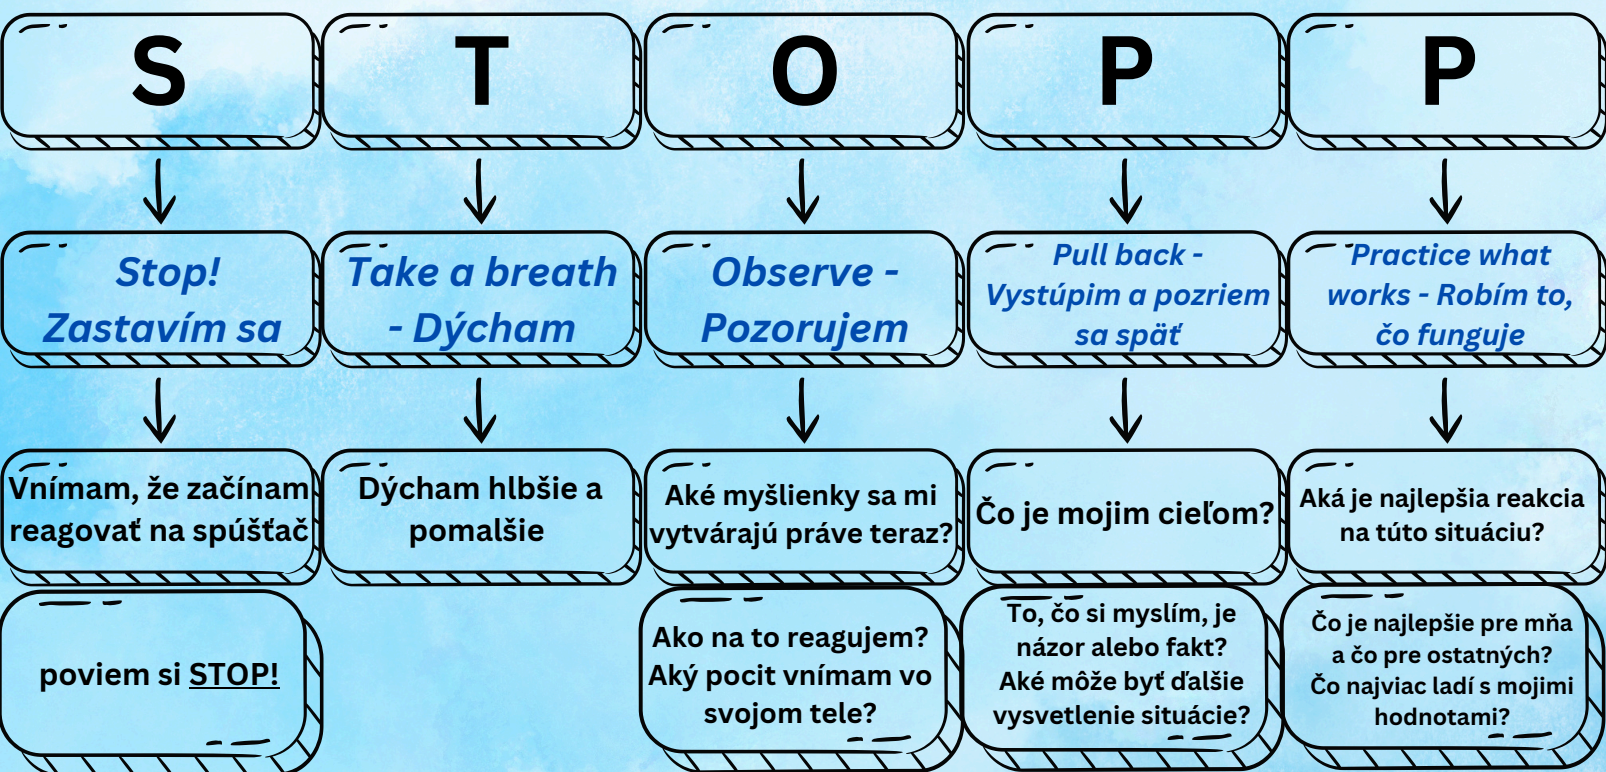 S
T
O
P
P
Stop!
Zastavím sa
Take a breath
- Dýcham
Observe -
Pozorujem
Pull back -
Vystúpim a pozriem
sa späť
Practice what
works - Robím to,
čo funguje
Vnímam, že začínam
reagovať na spúšťač
Dýcham hlbšie a
pomalšie
Aké myšlienky sa mi
vytvárajú práve teraz?
Čo je mojim cieľom?
Aká je najlepšia reakcia
na túto situáciu?
poviem si STOP!
Ako na to reagujem?
Aký pocit vnímam vo
svojom tele?
To, čo si myslím, je
názor alebo fakt?
Aké môže byť ďalšie
vysvetlenie situácie?
Čo je najlepšie pre mňa
a čo pre ostatných?
Čo najviac ladí s mojimi
hodnotami?